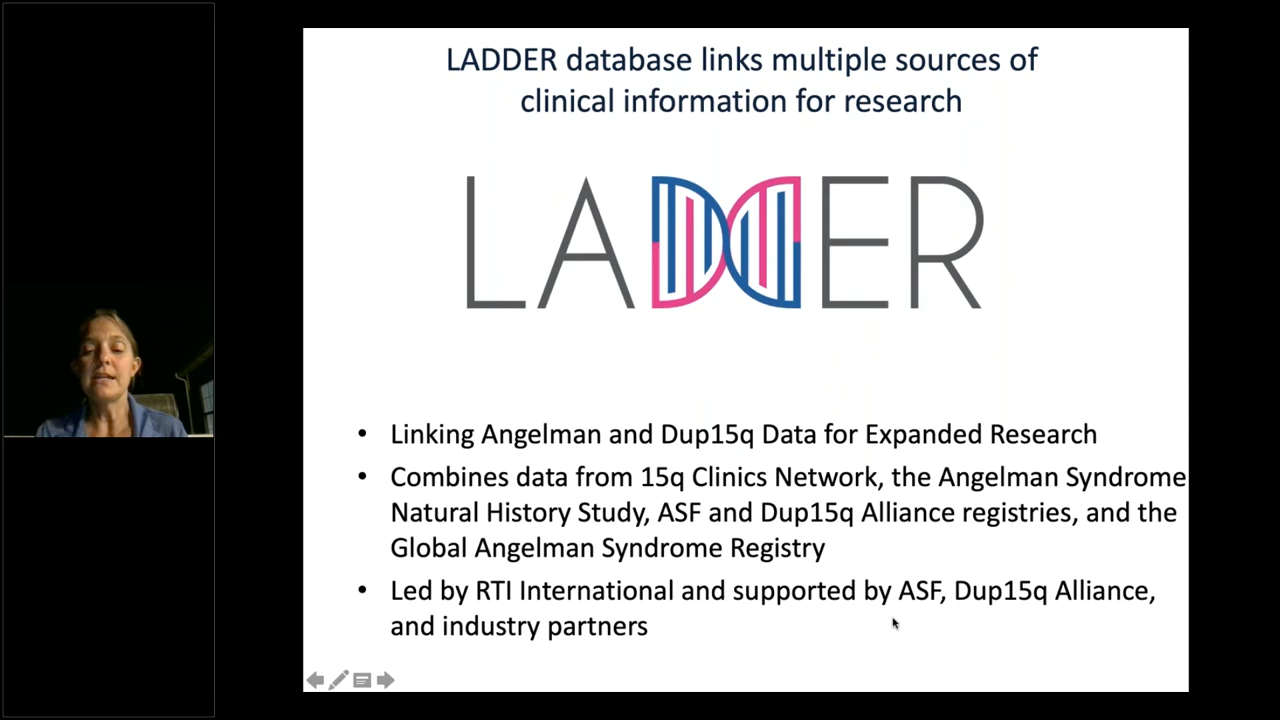 LADDER database links multiple sources of
clinical information for research
LADDER
• Linking Angelman and Dup15q Data for Expanded Research
• Combines data from 15q Clinics Network, the Angelman Syndrome
Natural History Study, ASF and Dup15q Alliance registries, and the
Global Angelman Syndrome Registry
• Led by RTI International and supported by ASF, Dup15q Alliance,
and industry partners